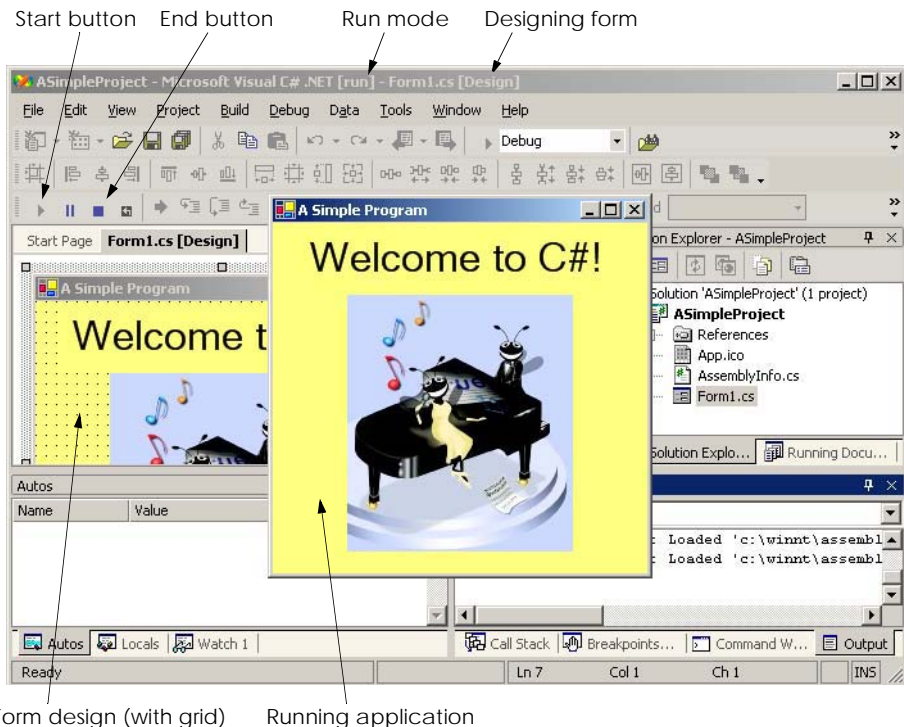 Start button End button Run mode Designing form
ASimpleProject - Microsoft Visual C# .NET [run] - Form1.cs [Design]
File Edit View Project Build Debug Data Tools Window Help
Debug
Start Page Form1.cs [Design]
A Simple Program
Welcome t
A Simple Program
Welcome to C#!
d
on Explorer - ASimpleProject
Solution 'ASimpleProject' (1 project)
ASimpleProject
References
App.ico
AssemblyInfo.cs
Form1.cs
Solution Explo... Running Docu...
Autos
Name Value
: Loaded 'c:\winnt\assembl
: Loaded 'c:\winnt\assembl
Autos Locals Watch 1
Call Stack Breakpoints... Command W... Output
Ready Ln 7 Col 1 Ch 1 INS
orm design (with grid) Running application